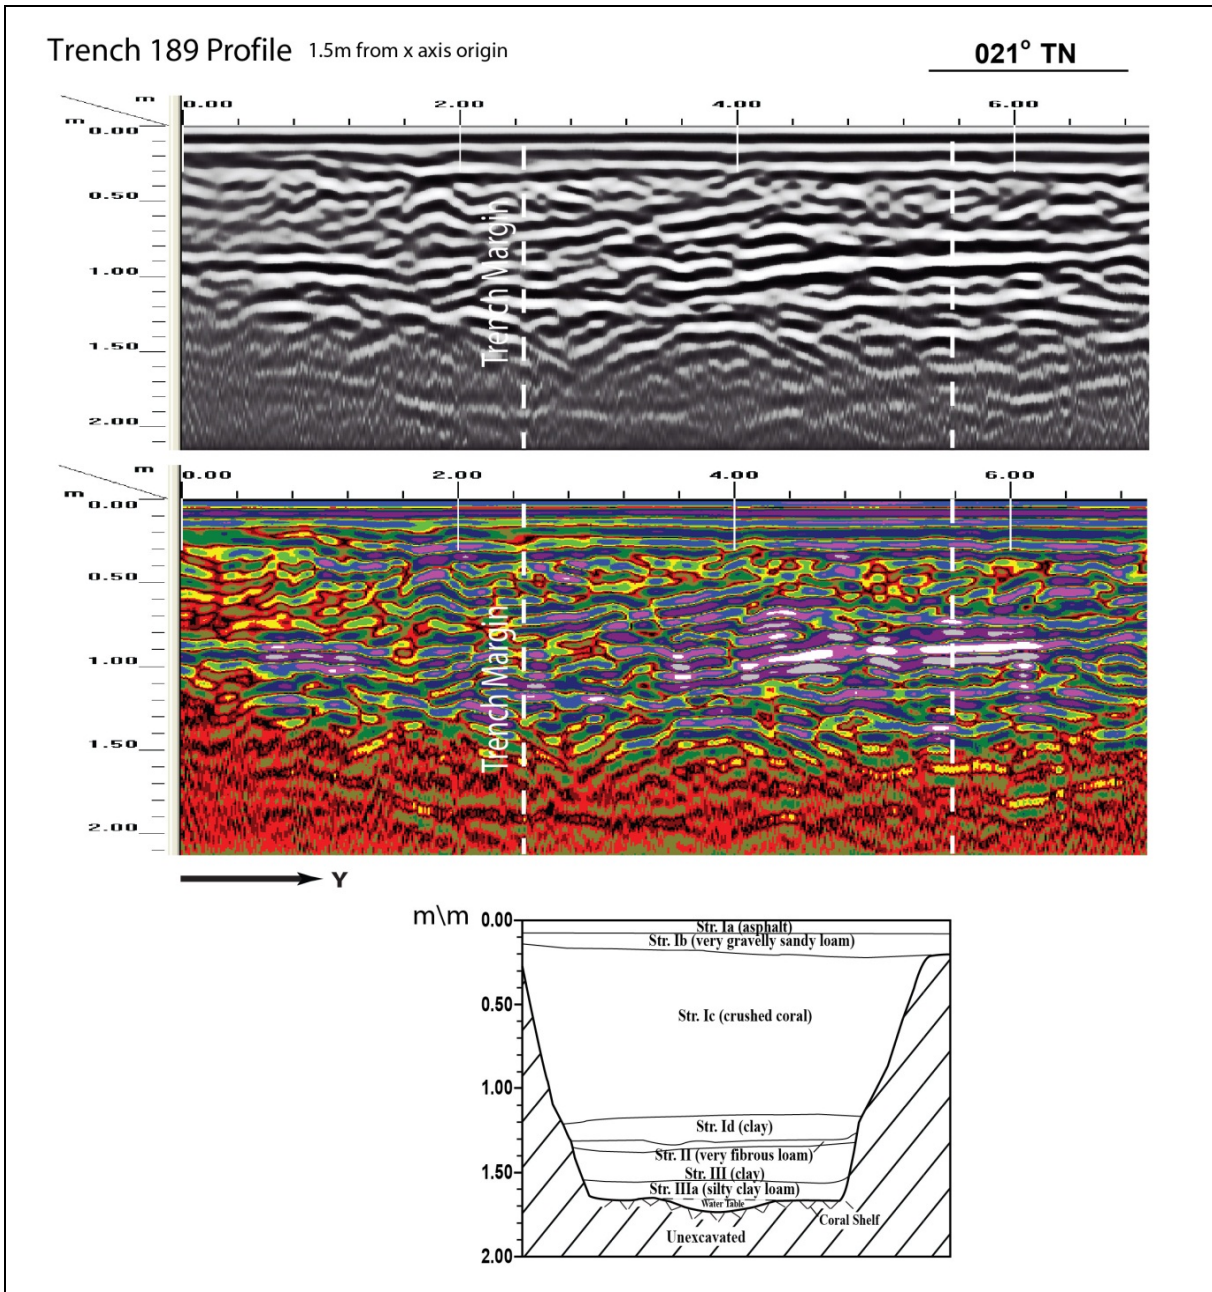 Trench 189 Profile 1.5m from x axis origin
021° TN
m 0.00 2.00 4.00 6.00
m
0.00
0.50
1.00
1.50
2.00
Trench Margin
m 0.00 2.00 4.00 6.00
m
0.00
0.50
1.00
1.50
2.00
Trench Margin
Y
m\m
0.00
Str. Ia (asphalt)
Str. Ib (very gravelly sandy loam)
0.50
Str. Ic (crushed coral)
1.00
Str. Id (clay)
Str. II (very fibrous loam)
1.50
Str. III (clay)
Str. IIIa (silty clay loam)
Water Table
Coral Shelf
Unexcavated
2.00